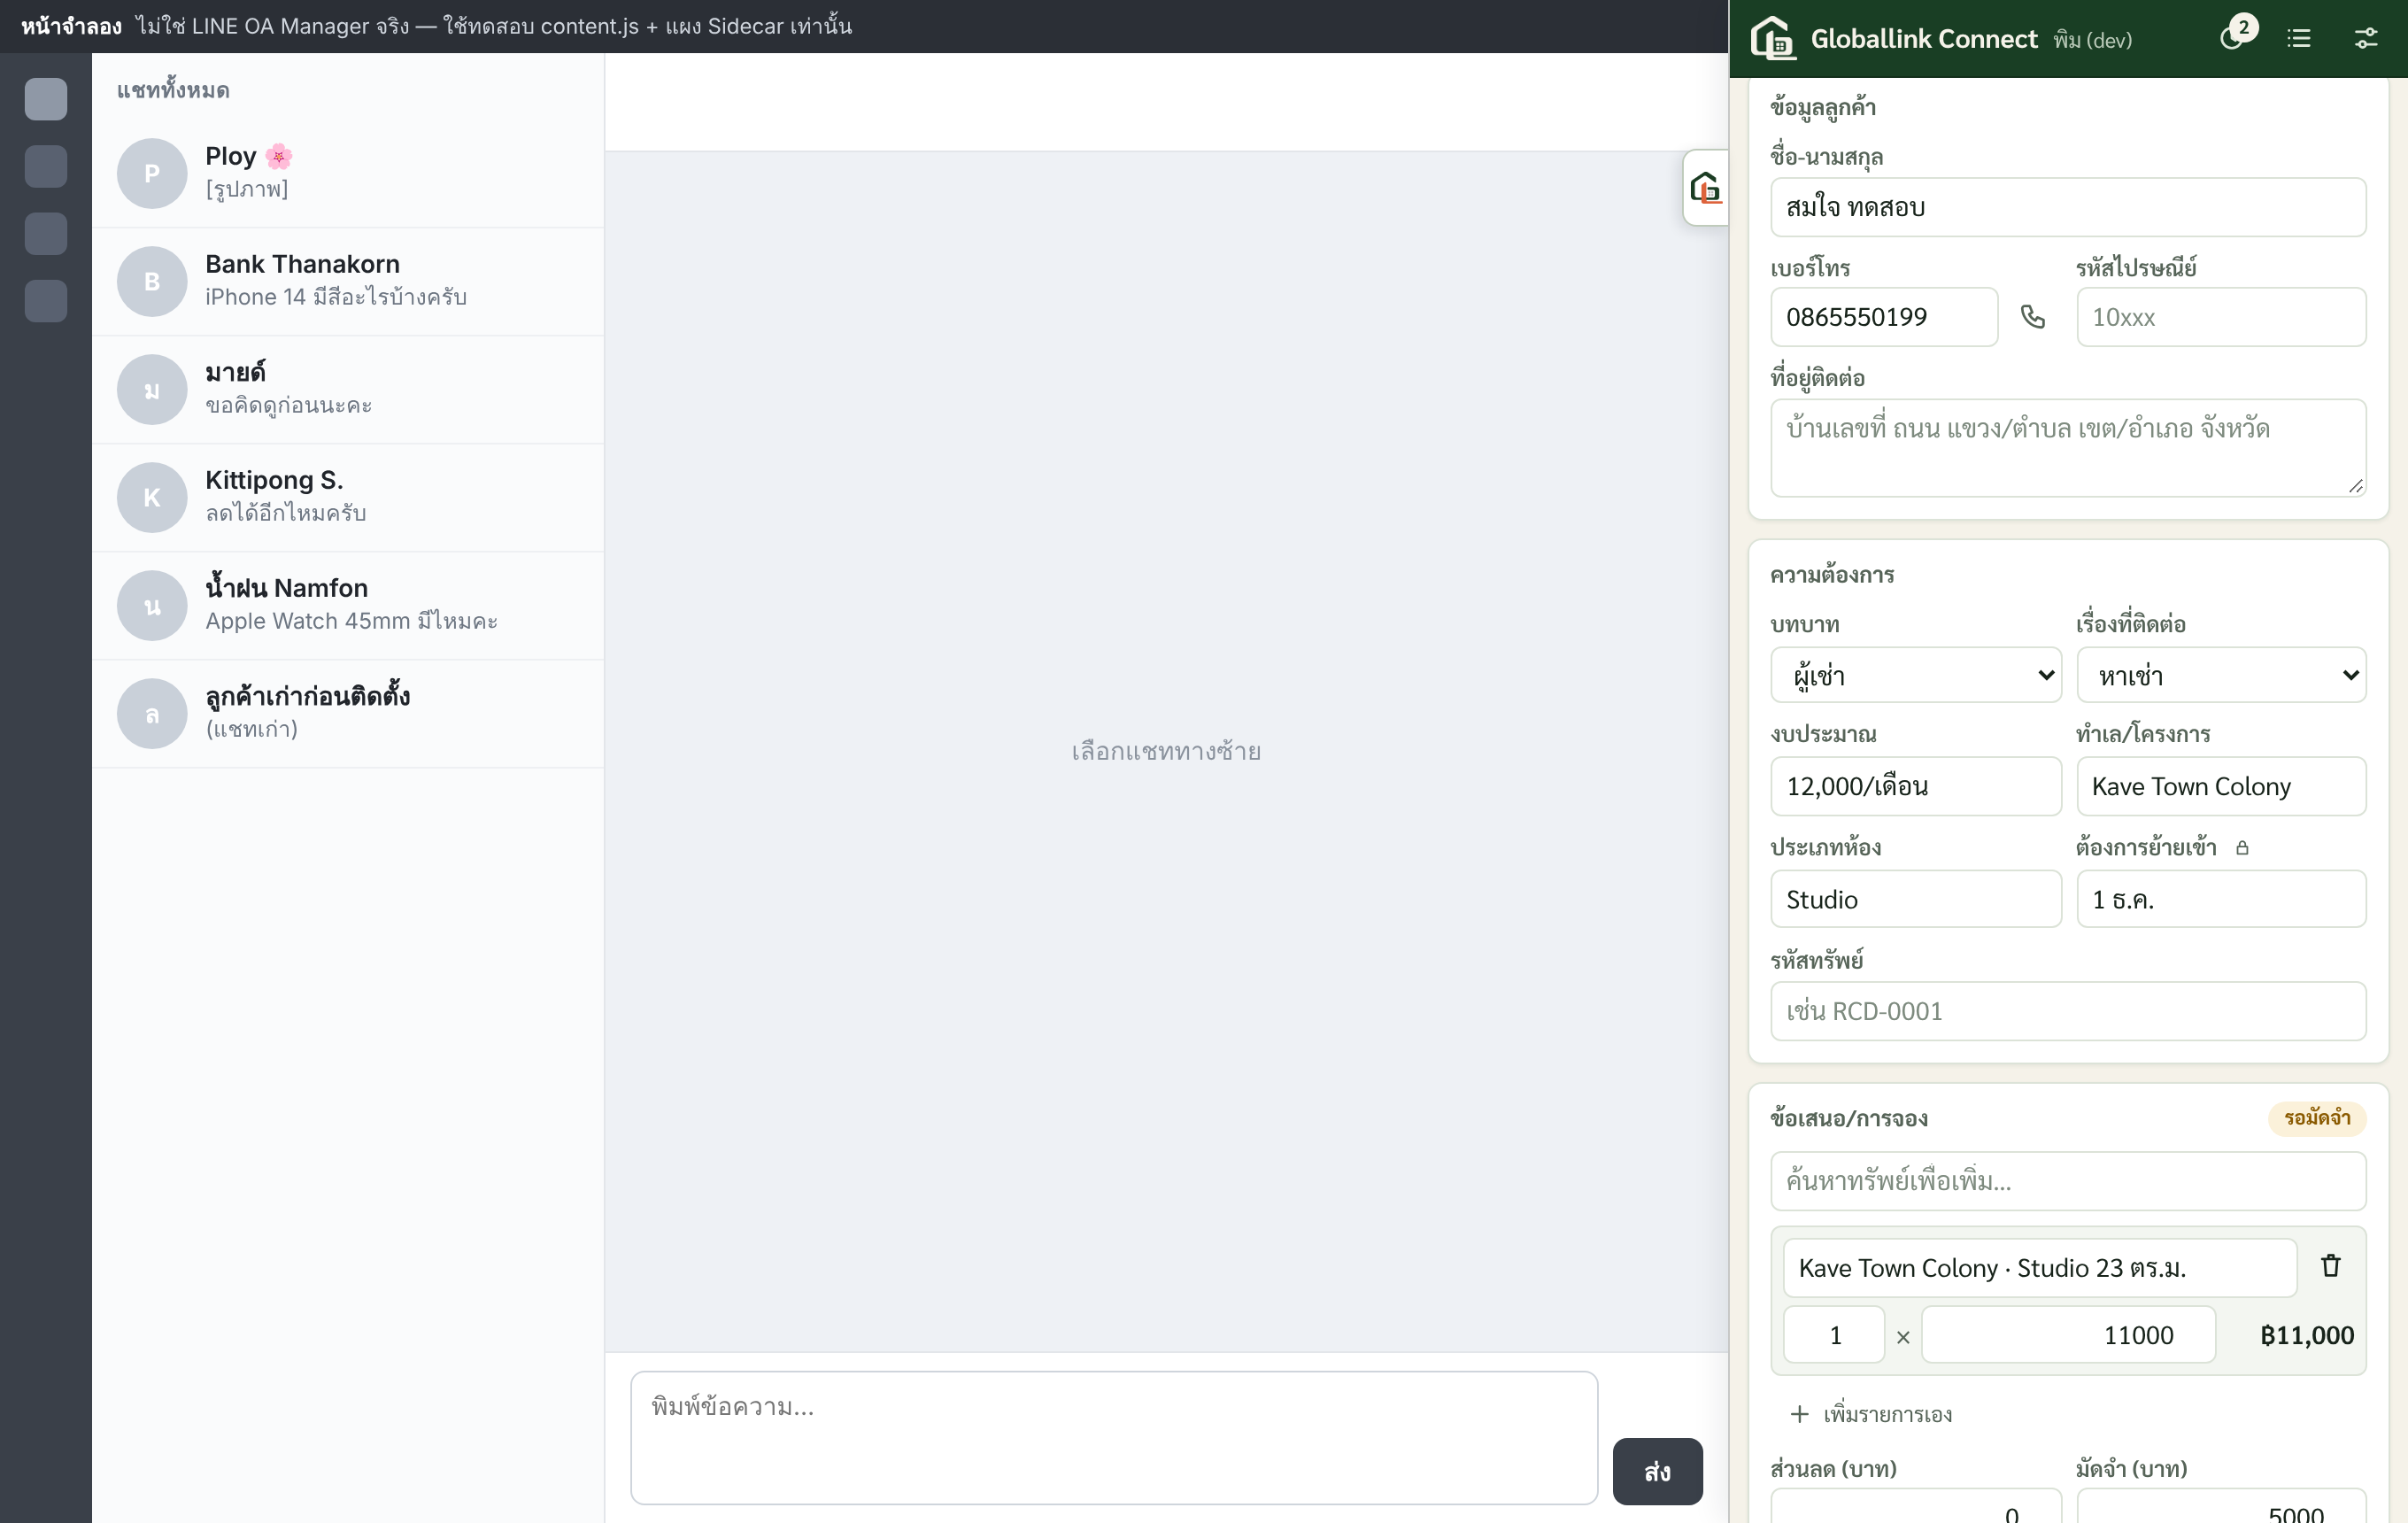 หน้าจำลอง ไม่ใช่ LINE OA Manager จริง — ใช้ทดสอบ content.js + แผง Sidecar เท่านั้น
แชททั้งหมด
P
Ploy 🌸
[รูปภาพ]
B
Bank Thanakorn
iPhone 14 มีสีอะไรบ้างครับ
ม
มายด์
ขอคิดดูก่อนนะคะ
K
Kittipong S.
ลดได้อีกไหมครับ
น
น้ำฝน Namfon
Apple Watch 45mm มีไหมคะ
ล
ลูกค้าเก่าก่อนติดตั้ง
(แชทเก่า)
เลือกแชททางซ้าย
พิมพ์ข้อความ...
ส่ง
Globallink Connect พิม (dev) 2
ข้อมูลลูกค้า
ชื่อ-นามสกุล
สมใจ ทดสอบ
เบอร์โทร รหัสไปรษณีย์
0865550199 10xxx
ที่อยู่ติดต่อ
บ้านเลขที่ ถนน แขวง/ตำบล เขต/อำเภอ จังหวัด
ความต้องการ
บทบาท เรื่องที่ติดต่อ
ผู้เช่า หาเช่า
งบประมาณ ทำเล/โครงการ
12,000/เดือน Kave Town Colony
ประเภทห้อง ต้องการย้ายเข้า
Studio 1 ธ.ค.
รหัสทรัพย์
เช่น RCD-0001
ข้อเสนอ/การจอง รอมัดจำ
ค้นหาทรัพย์เพื่อเพิ่ม...
Kave Town Colony · Studio 23 ตร.ม.
1 × 11000 ฿11,000
+ เพิ่มรายการเอง
ส่วนลด (บาท) มัดจำ (บาท)
0 5000